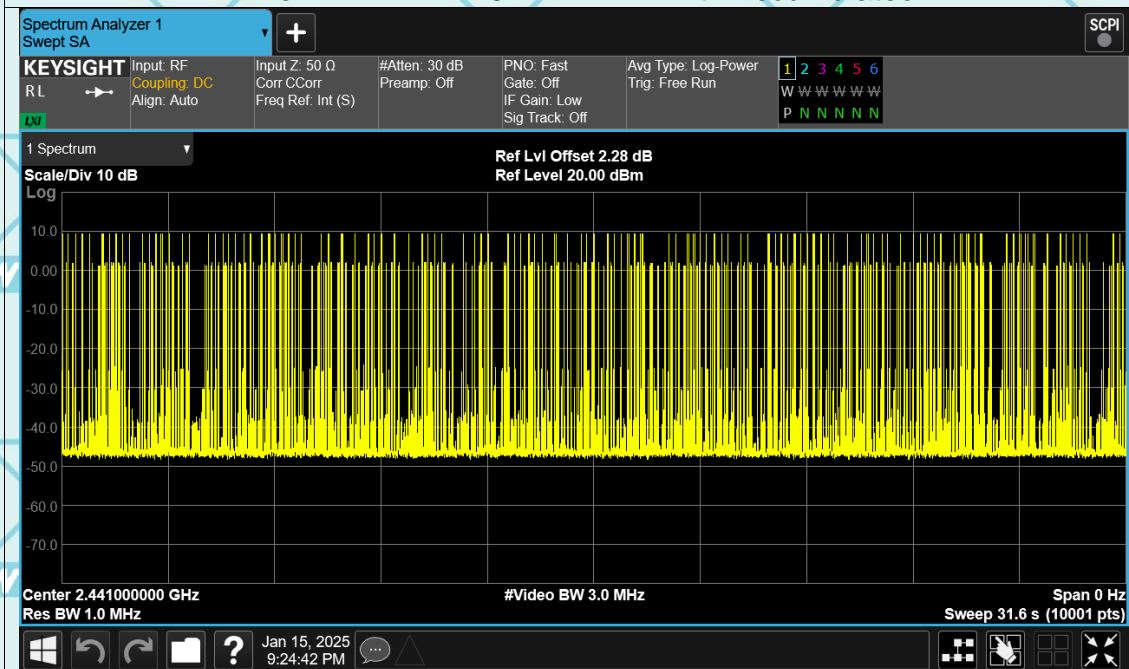 Spectrum Analyzer 1
Swept SA
+
SCPI
KEYSIGHT
RL
LXI
Input: RF
Coupling: DC
Align: Auto
Input Z: 50 Ω
Corr CCorr
Freq Ref: Int (S)
#Atten: 30 dB
Preamp: Off
PNO: Fast
Gate: Off
IF Gain: Low
Sig Track: Off
Avg Type: Log-Power
Trig: Free Run
1 2 3 4 5 6
W W W W W W
P N N N N N
1 Spectrum
Scale/Div 10 dB
Log
Ref Lvl Offset 2.28 dB
Ref Level 20.00 dBm
10.0
0.00
-10.0
-20.0
-30.0
-40.0
-50.0
-60.0
-70.0
Center 2.441000000 GHz
Res BW 1.0 MHz
#Video BW 3.0 MHz
Span 0 Hz
Sweep 31.6 s (10001 pts)
?
Jan 15, 2025
9:24:42 PM